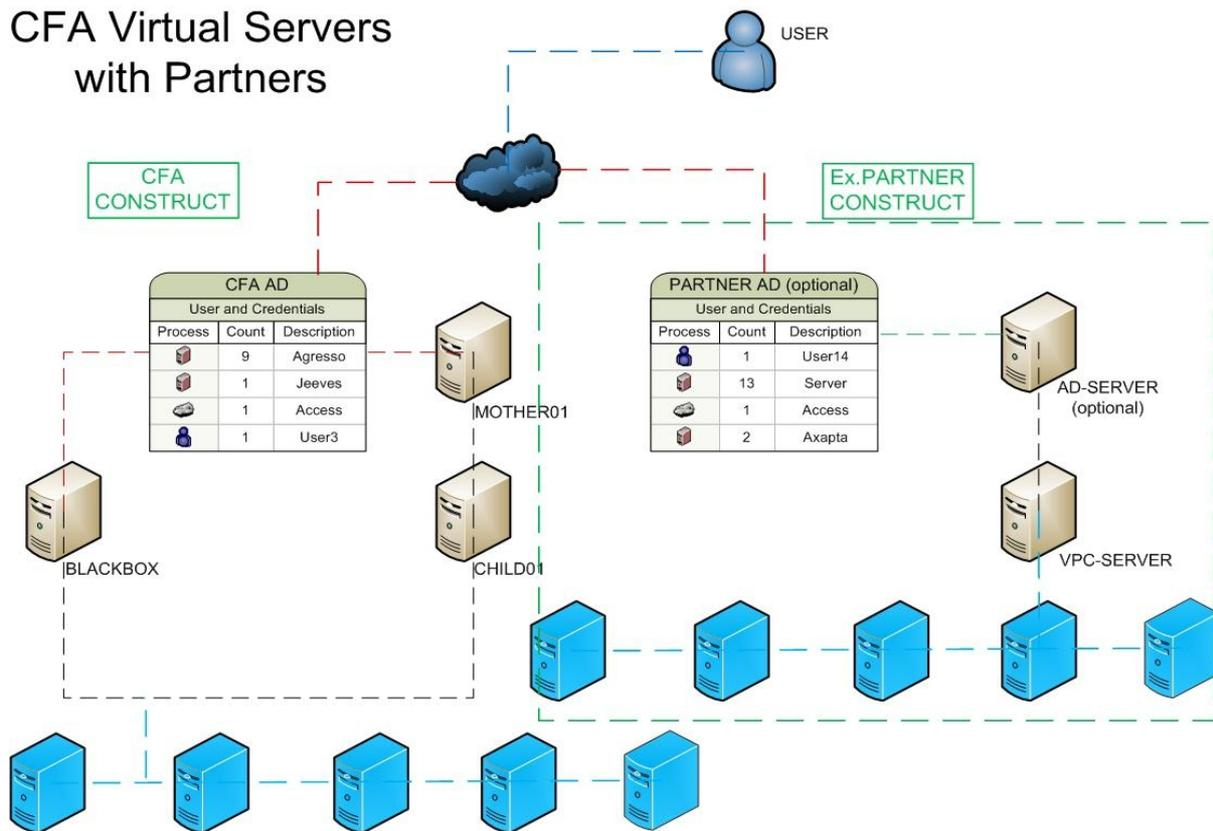 CFA Virtual Servers
with Partners
USER
CFA
CONSTRUCT
Ex.PARTNER
CONSTRUCT
CFA AD
User and Credentials
Process Count Description
9 Agresso
1 Jeeves
1 Access
1 User3
PARTNER AD (optional)
User and Credentials
Process Count Description
1 User14
13 Server
1 Access
2 Axapta
MOTHER01
AD-SERVER
(optional)
BLACKBOX
CHILD01
VPC-SERVER